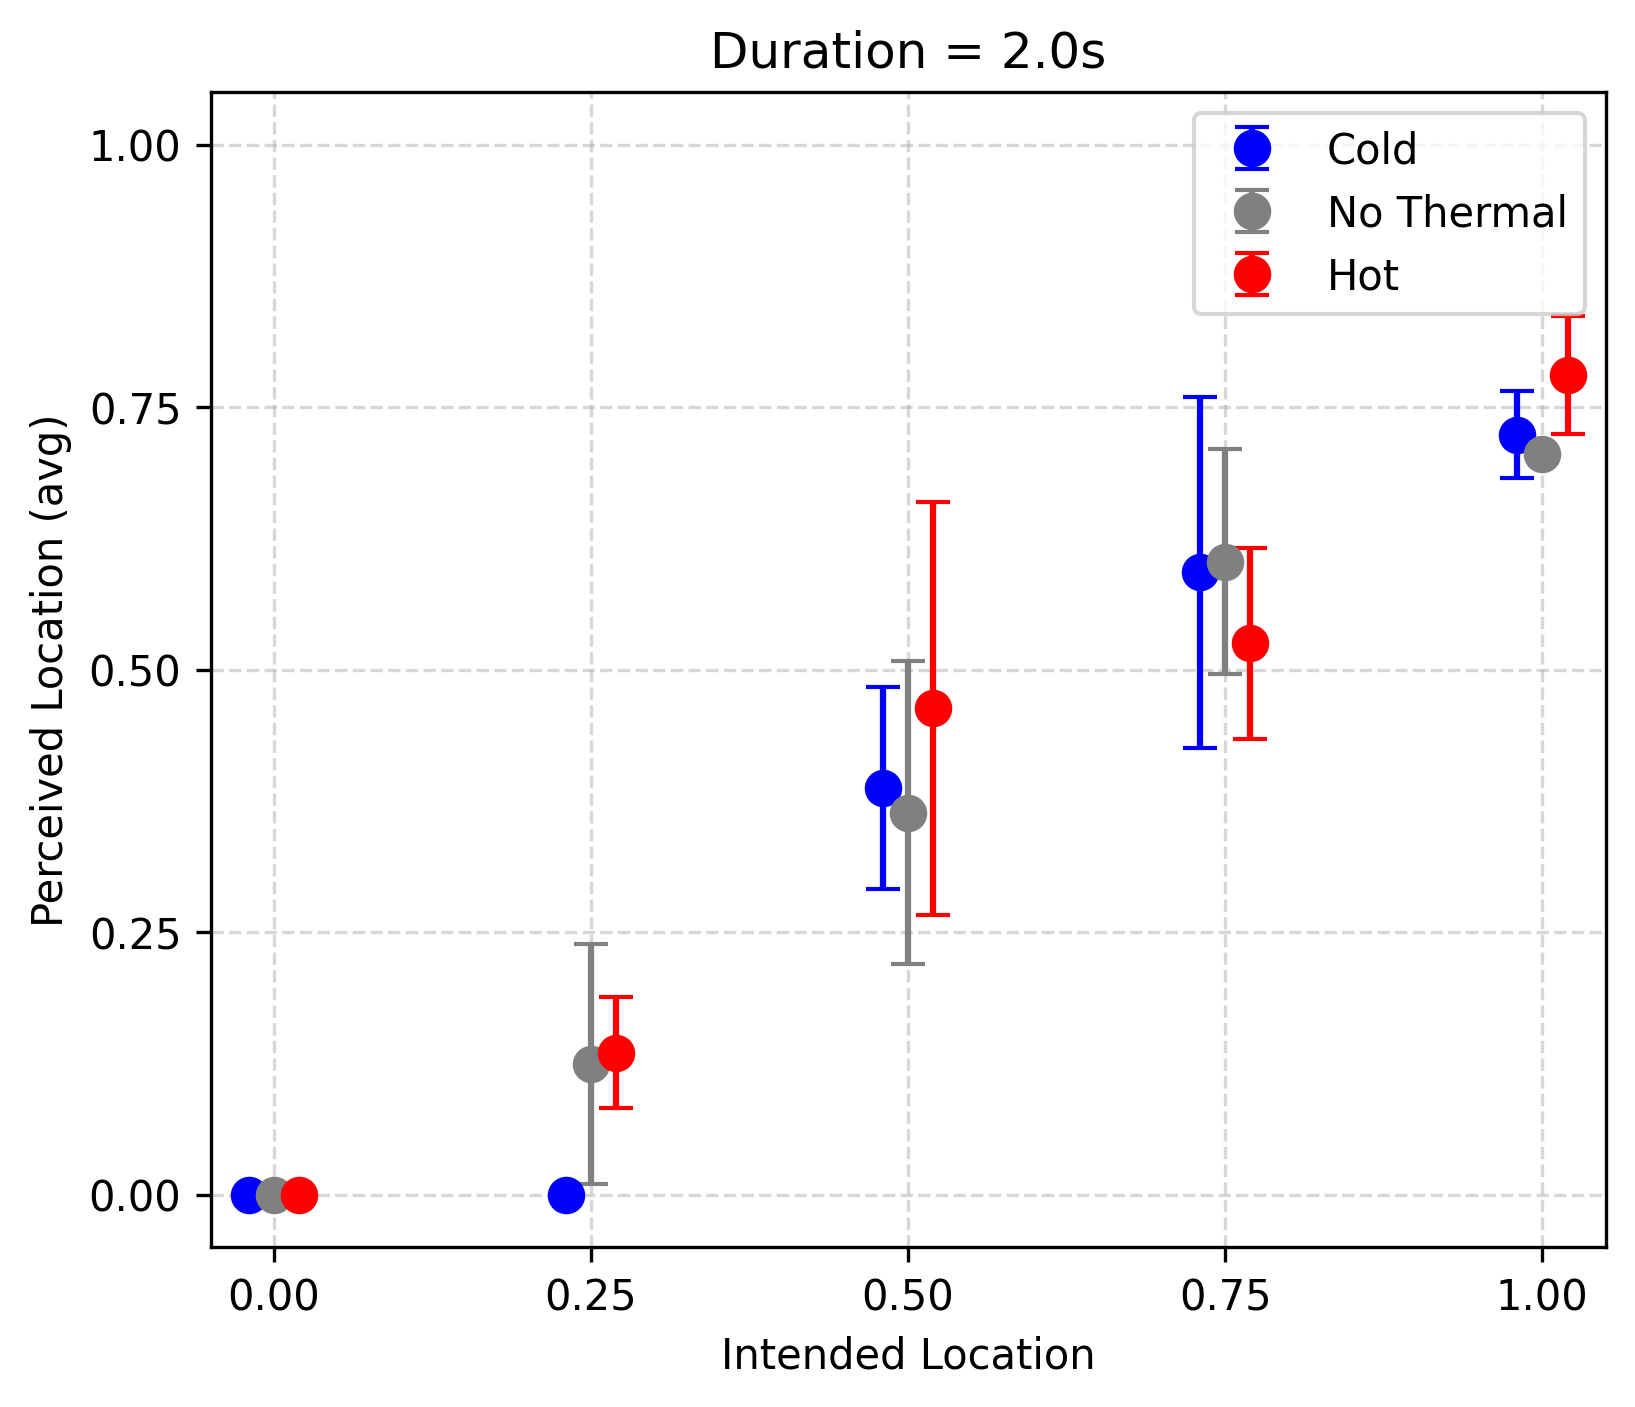 Duration = 2.0s
1.00
0.75
0.50
0.25
0.00
Perceived Location (avg)
Cold
No Thermal
Hot
0.00 0.25 0.50 0.75 1.00
Intended Location